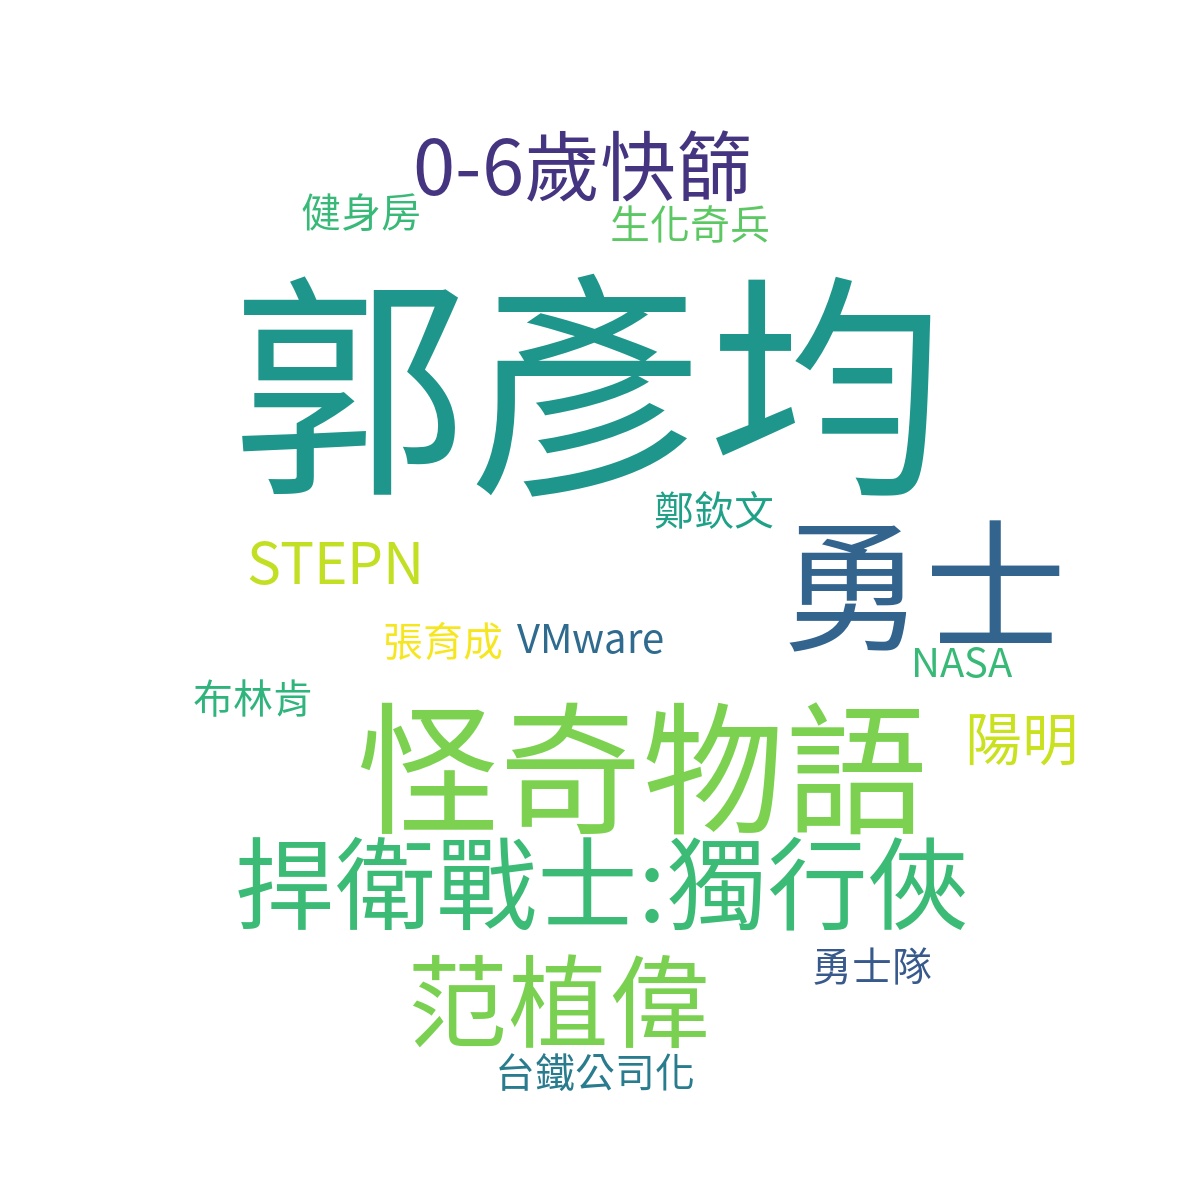 0-6歲快篩
健身房
生化奇兵
郭彥均
鄭欽文
勇士
STEPN
張育成
VMware
NASA
布林肯
怪奇物語
陽明
捍衛戰士:獨行俠
范植偉
勇士隊
台鐵公司化